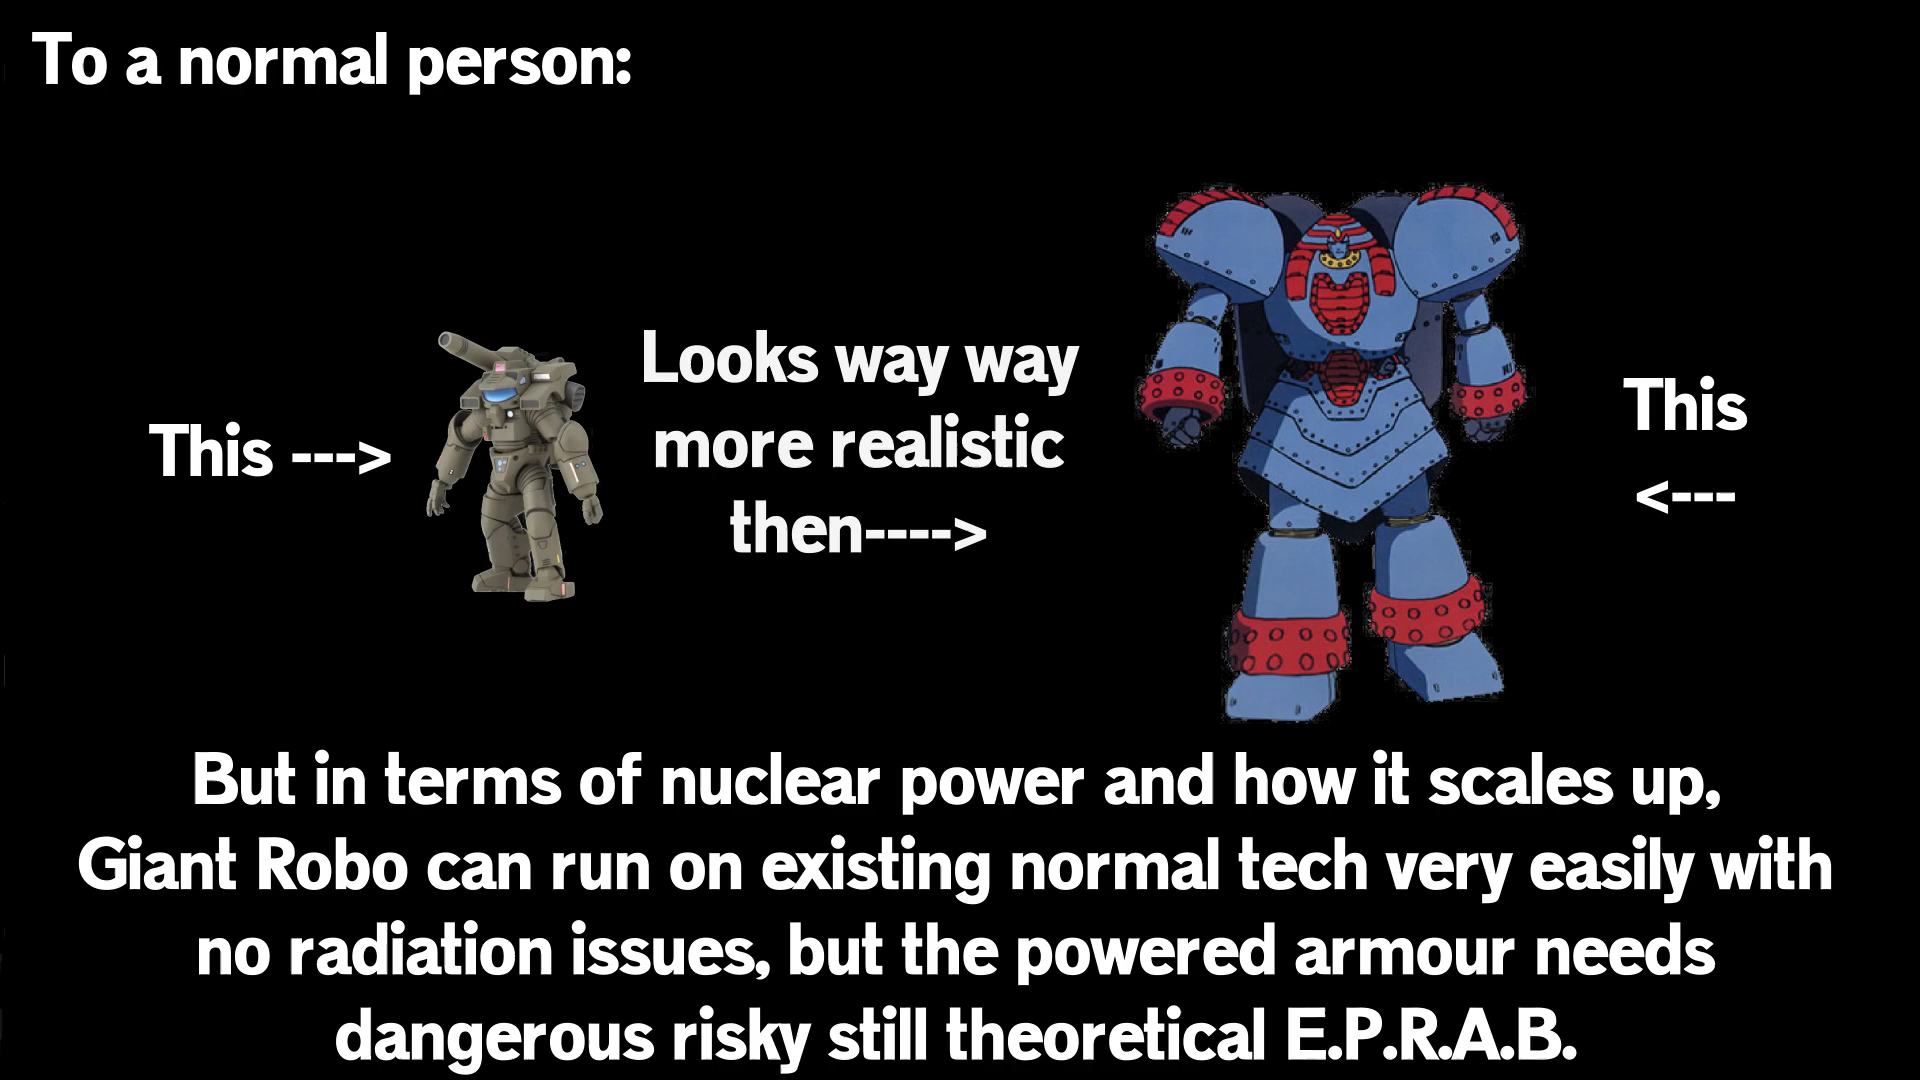 To a normal person:
This --->
Looks way way
more realistic
then---->
This
<---
But in terms of nuclear power and how it scales up,
Giant Robo can run on existing normal tech very easily with
no radiation issues, but the powered armour needs
dangerous risky still theoretical E.P.R.A.B.